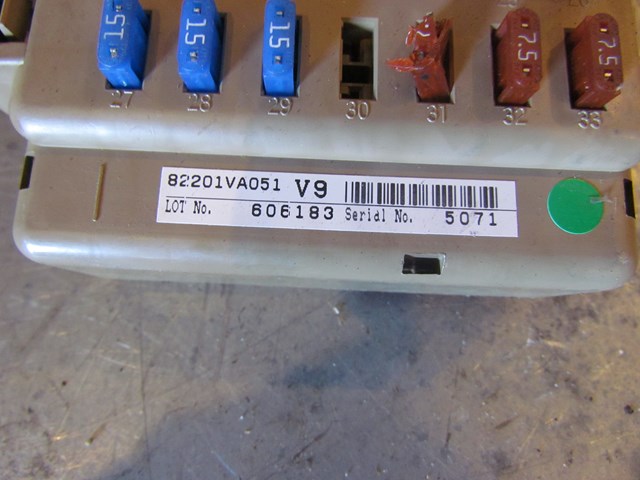 15 15 15 7.5 7.5
27 28 29 30 31 32 33
82201VA051 V9
LOT No. 606183 Serial No. 5071